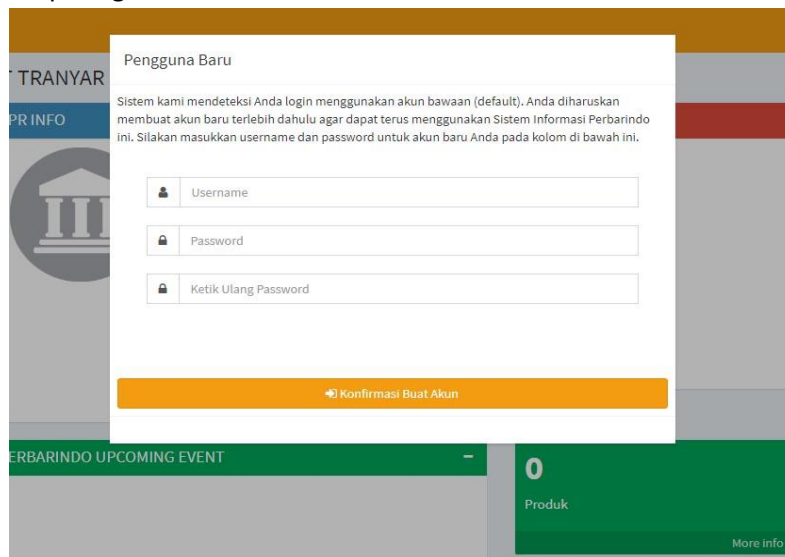 Pengguna Baru
TRANYAR
PR INFO
Sistem kami mendeteksi Anda login menggunakan akun bawaan (default). Anda diharuskan
membuat akun baru terlebih dahulu agar dapat terus menggunakan Sistem Informasi Perbarindo
ini. Silakan masukkan username dan password untuk akun baru Anda pada kolom di bawah ini.
Username
Password
Ketik Ulang Password
Konfirmasi Buat Akun
ERBARINDO UPCOMING EVENT
0
Produk
More info